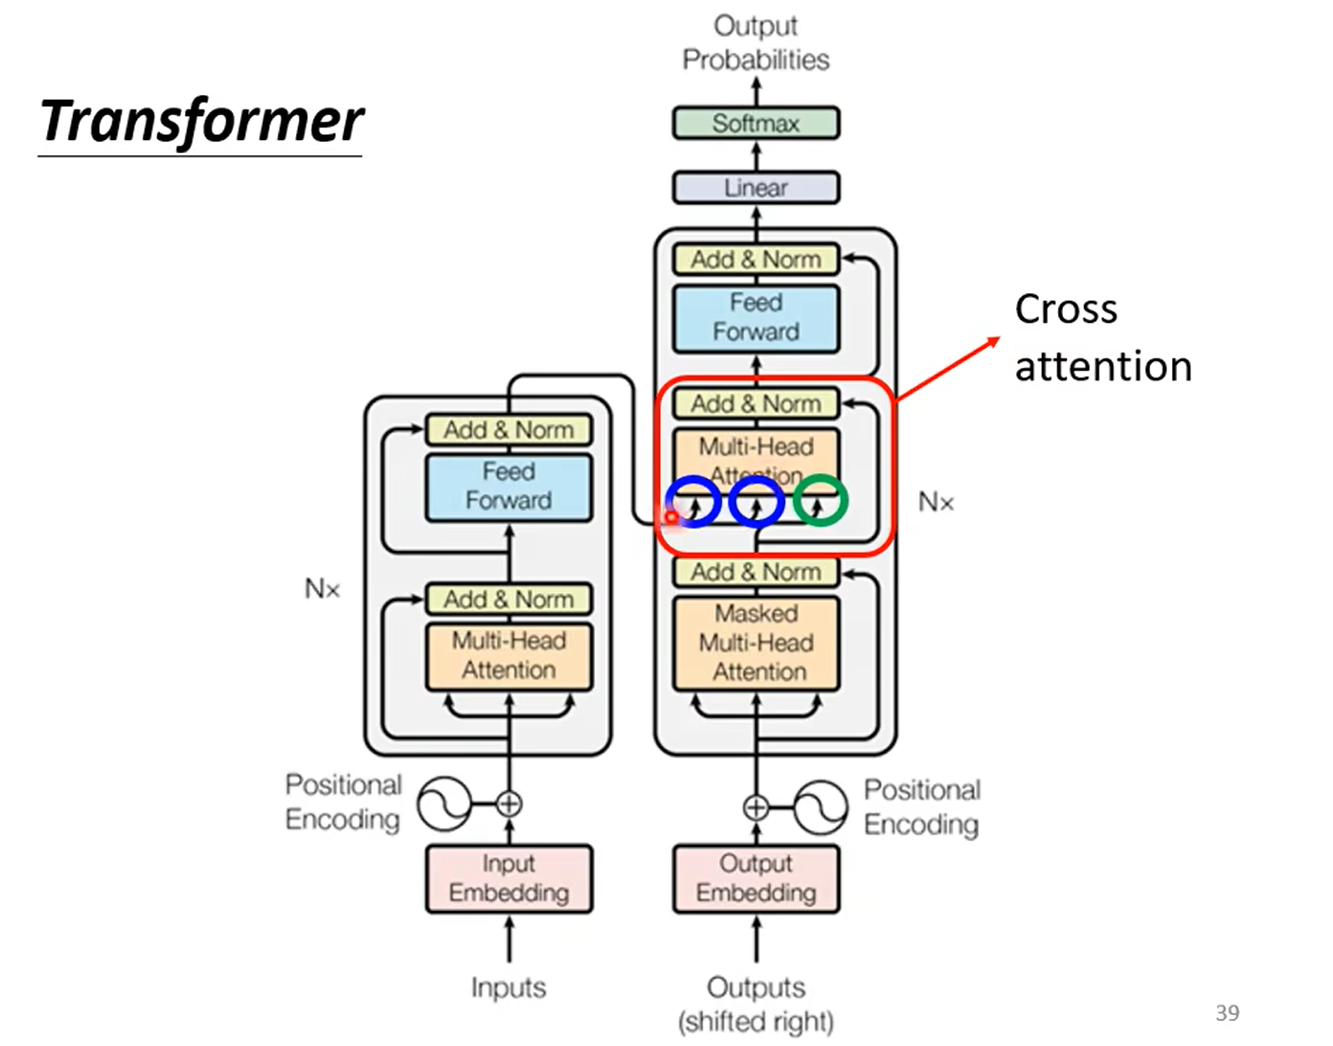 Transformer
Output
Probabilities
Softmax
Linear
Add & Norm
Feed
Forward
Cross
attention
Add & Norm
Multi-Head
Attention
N×
Add & Norm
Masked
Multi-Head
Attention
Add & Norm
Feed
Forward
N×
Add & Norm
Multi-Head
Attention
Positional
Encoding
Positional
Encoding
Input
Embedding
Output
Embedding
Inputs
Outputs
(shifted right)
39